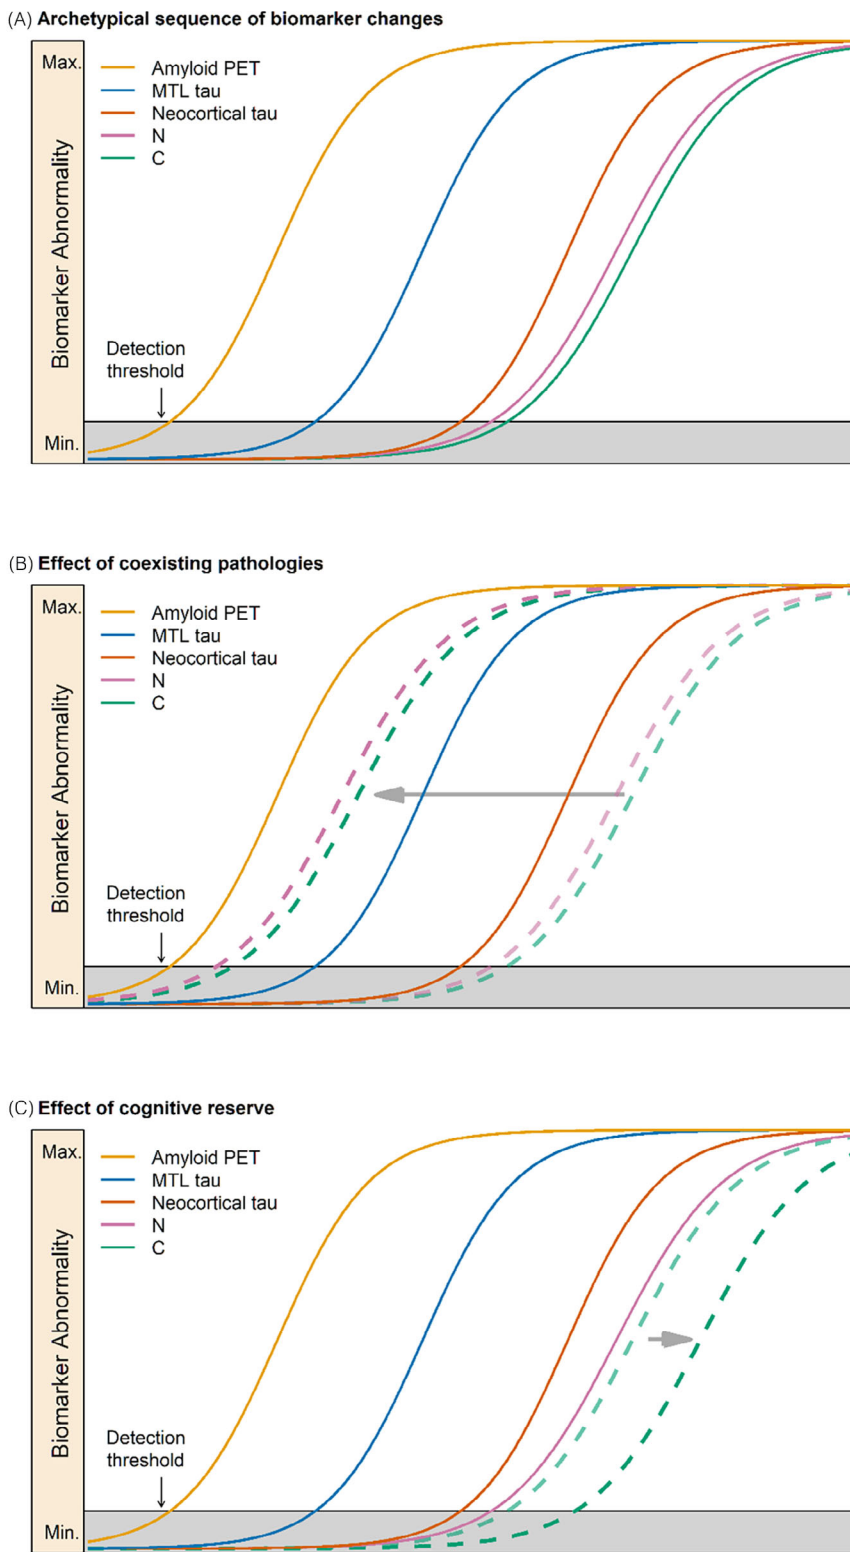 (A) Archetypical sequence of biomarker changes
Max.
Amyloid PET
MTL tau
Neocortical tau
N
C
Biomarker Abnormality
Detection
threshold
Min.
(B) Effect of coexisting pathologies
Max.
Amyloid PET
MTL tau
Neocortical tau
N
C
Biomarker Abnormality
Detection
threshold
Min.
(C) Effect of cognitive reserve
Max.
Amyloid PET
MTL tau
Neocortical tau
N
C
Biomarker Abnormality
Detection
threshold
Min.